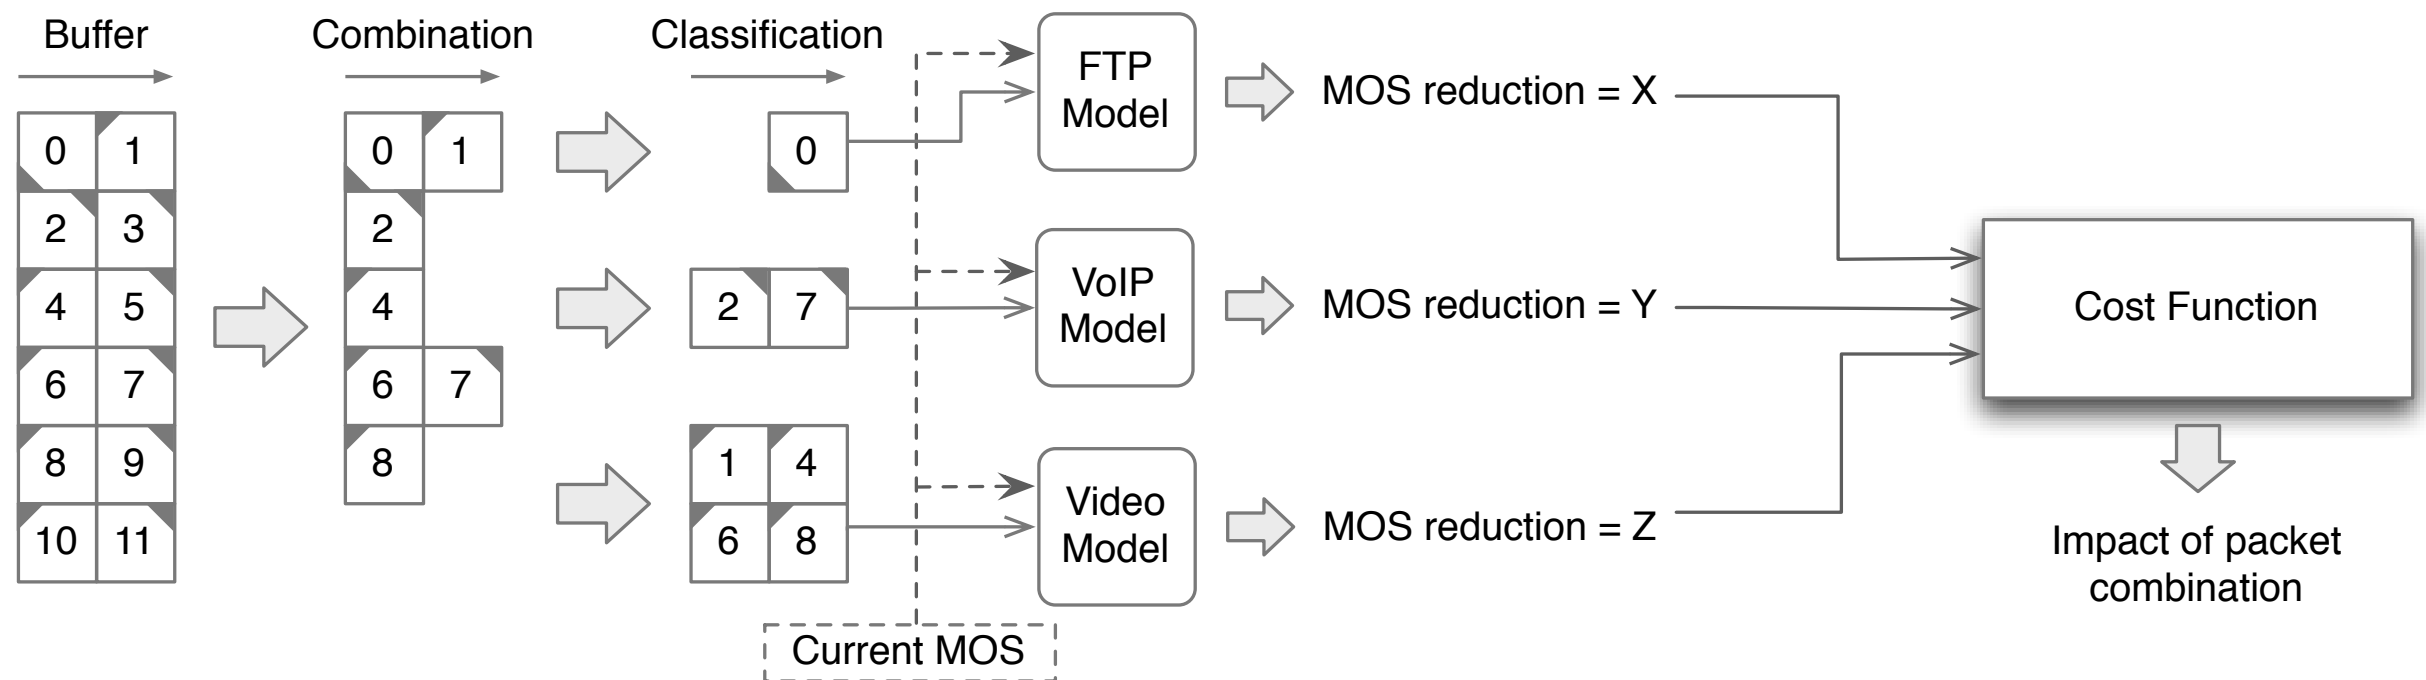 Buffer
Combination
Classification
0 1
2 3
4 5
6 7
8 9
10 11
0 1
2
4
6 7
8
0
2 7
1 4
6 8
Current MOS
FTP
Model
VoIP
Model
Video
Model
MOS reduction = X
MOS reduction = Y
MOS reduction = Z
Cost Function
Impact of packet
combination